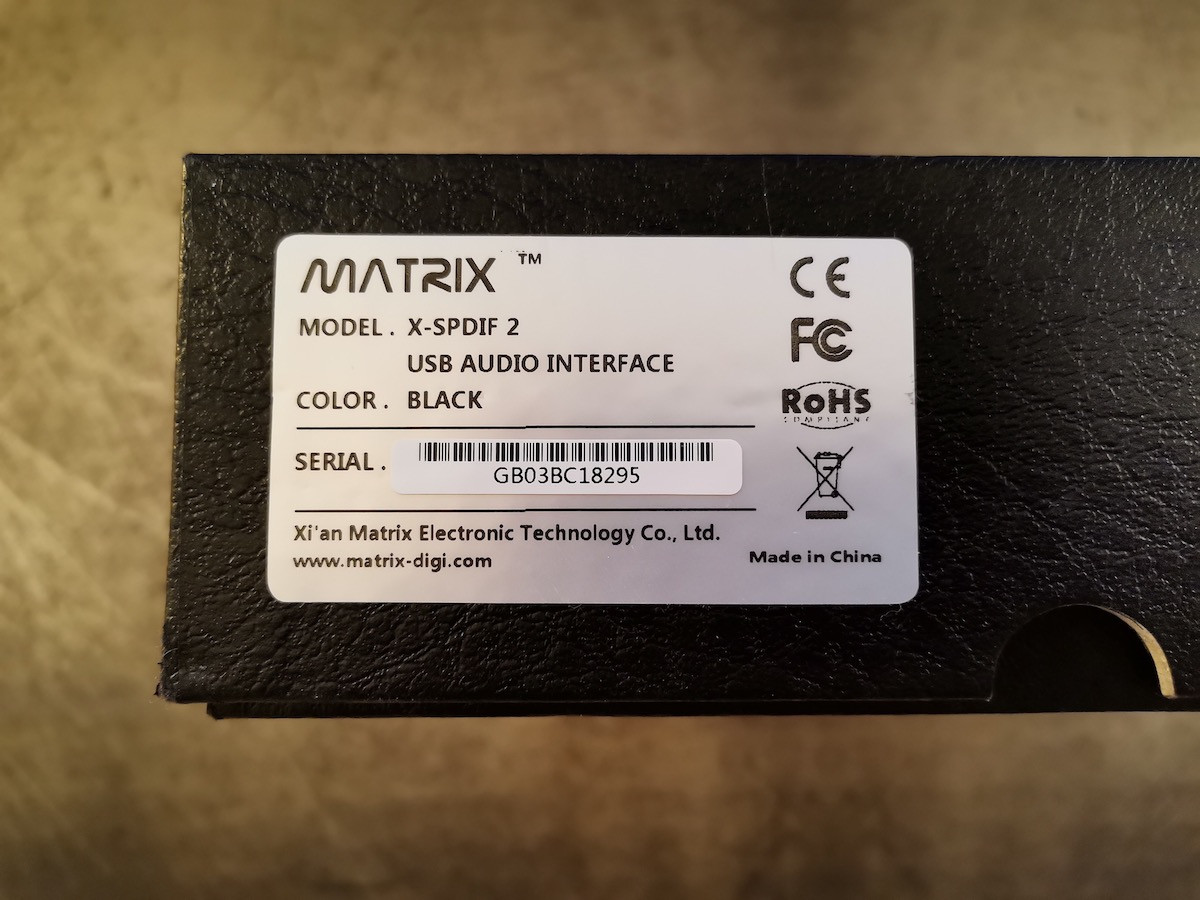 MATRIX ™
MODEL . X-SPDIF 2
USB AUDIO INTERFACE
COLOR . BLACK
SERIAL .
GB03BC18295
Xi'an Matrix Electronic Technology Co., Ltd.
www.matrix-digi.com
CE
FC
RoHS
COMPLIANT
Made in China